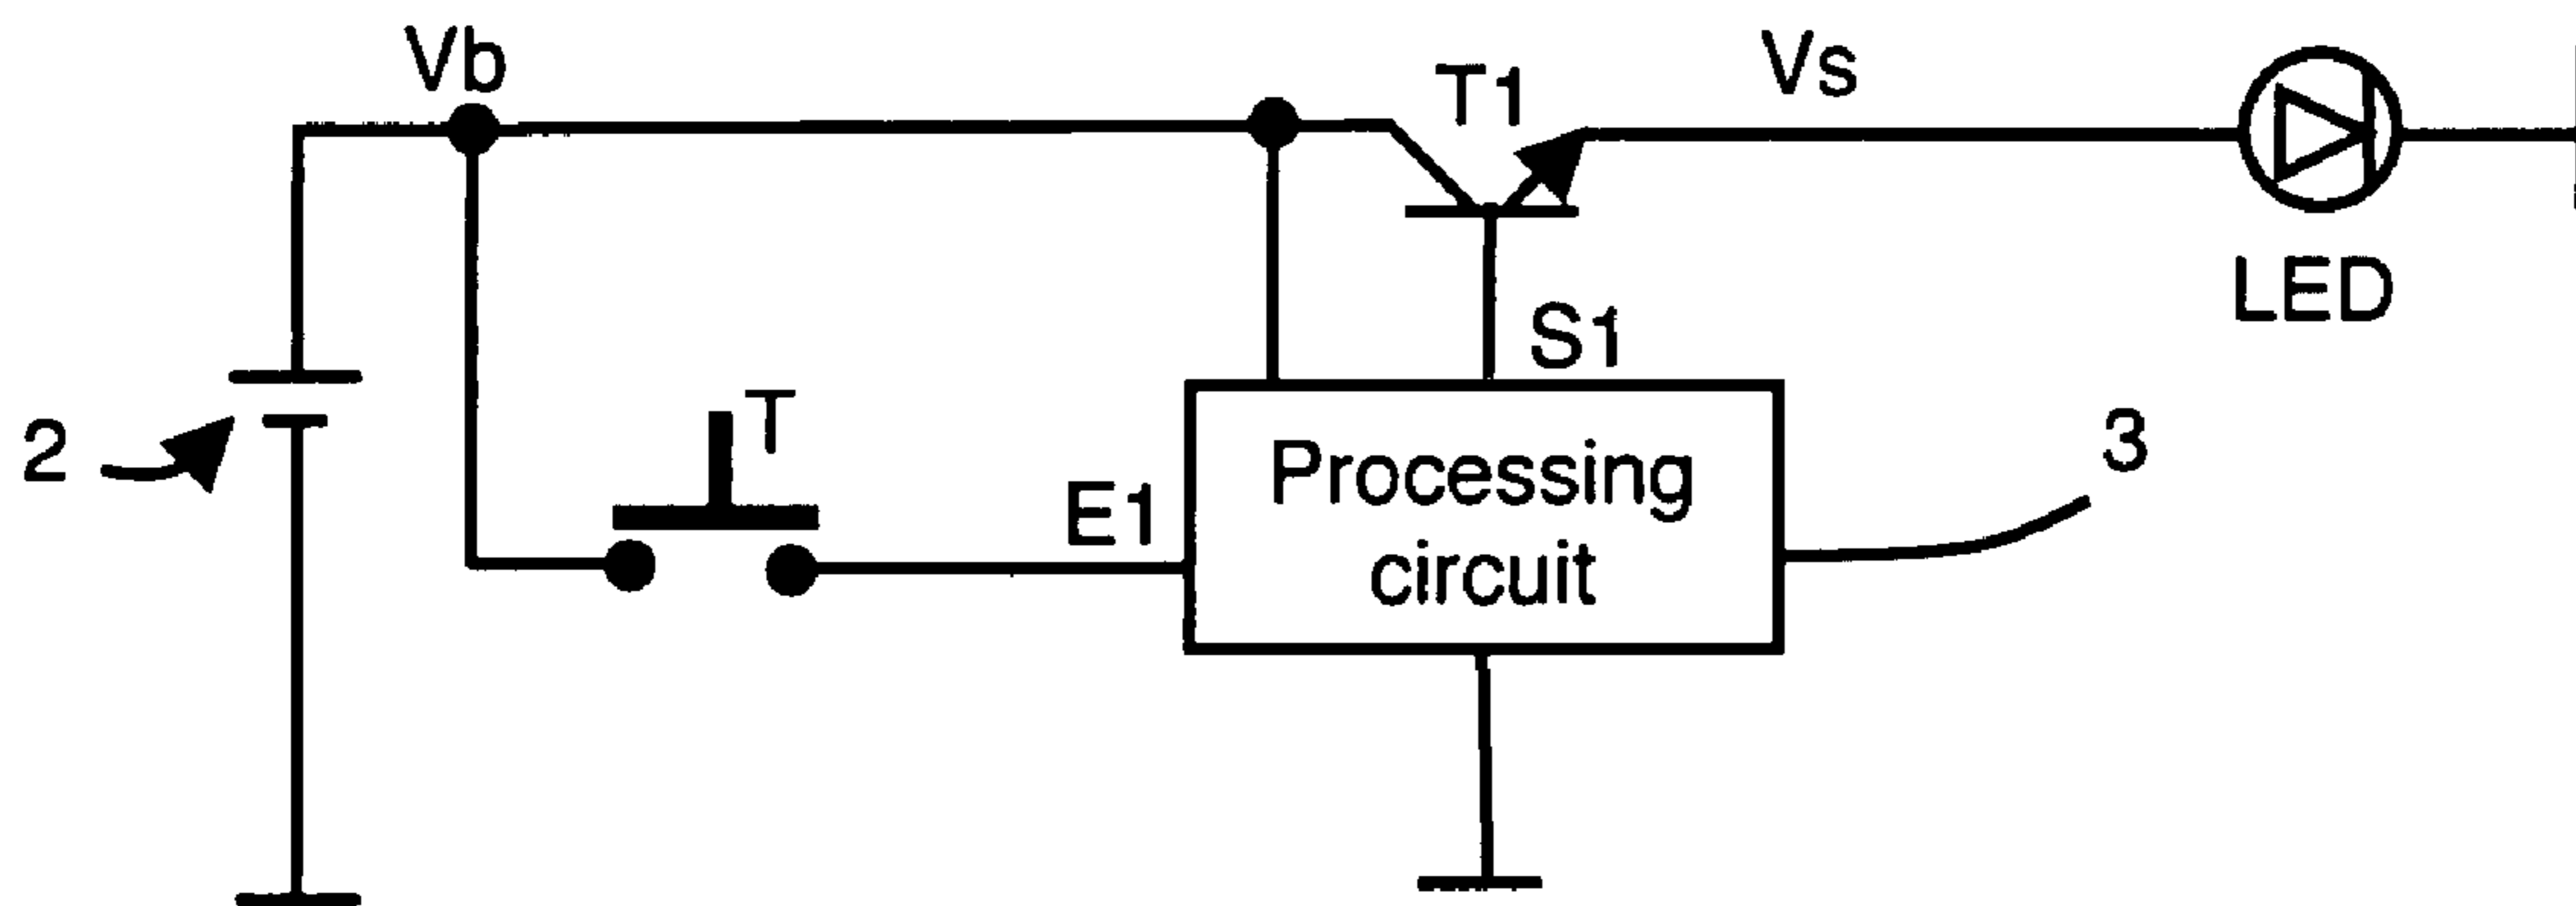 Vb
T1
Vs
LED
S1
2
T
E1
Processing
circuit
3